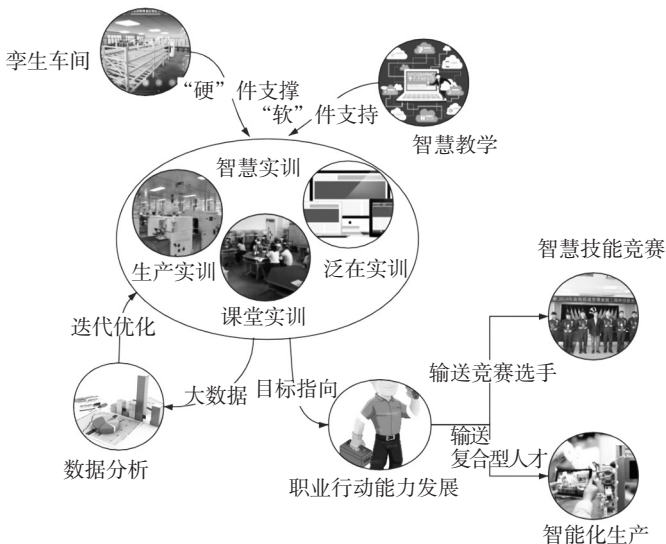 孪生车间
“硬”件支撑
“软”件支持
智慧教学
智慧实训
生产实训
泛在实训
课堂实训
智慧技能竞赛
迭代优化
输送竞赛选手
大数据
目标指向
数据分析
职业行动能力发展
输送
复合型人才
智能化生产